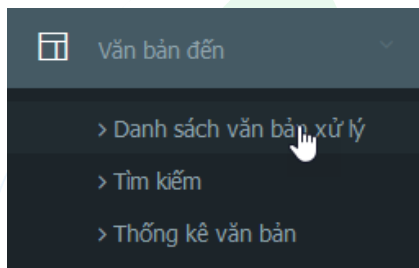 Văn bản đến
> Danh sách văn bản xử lý
> Tìm kiếm
> Thống kê văn bản